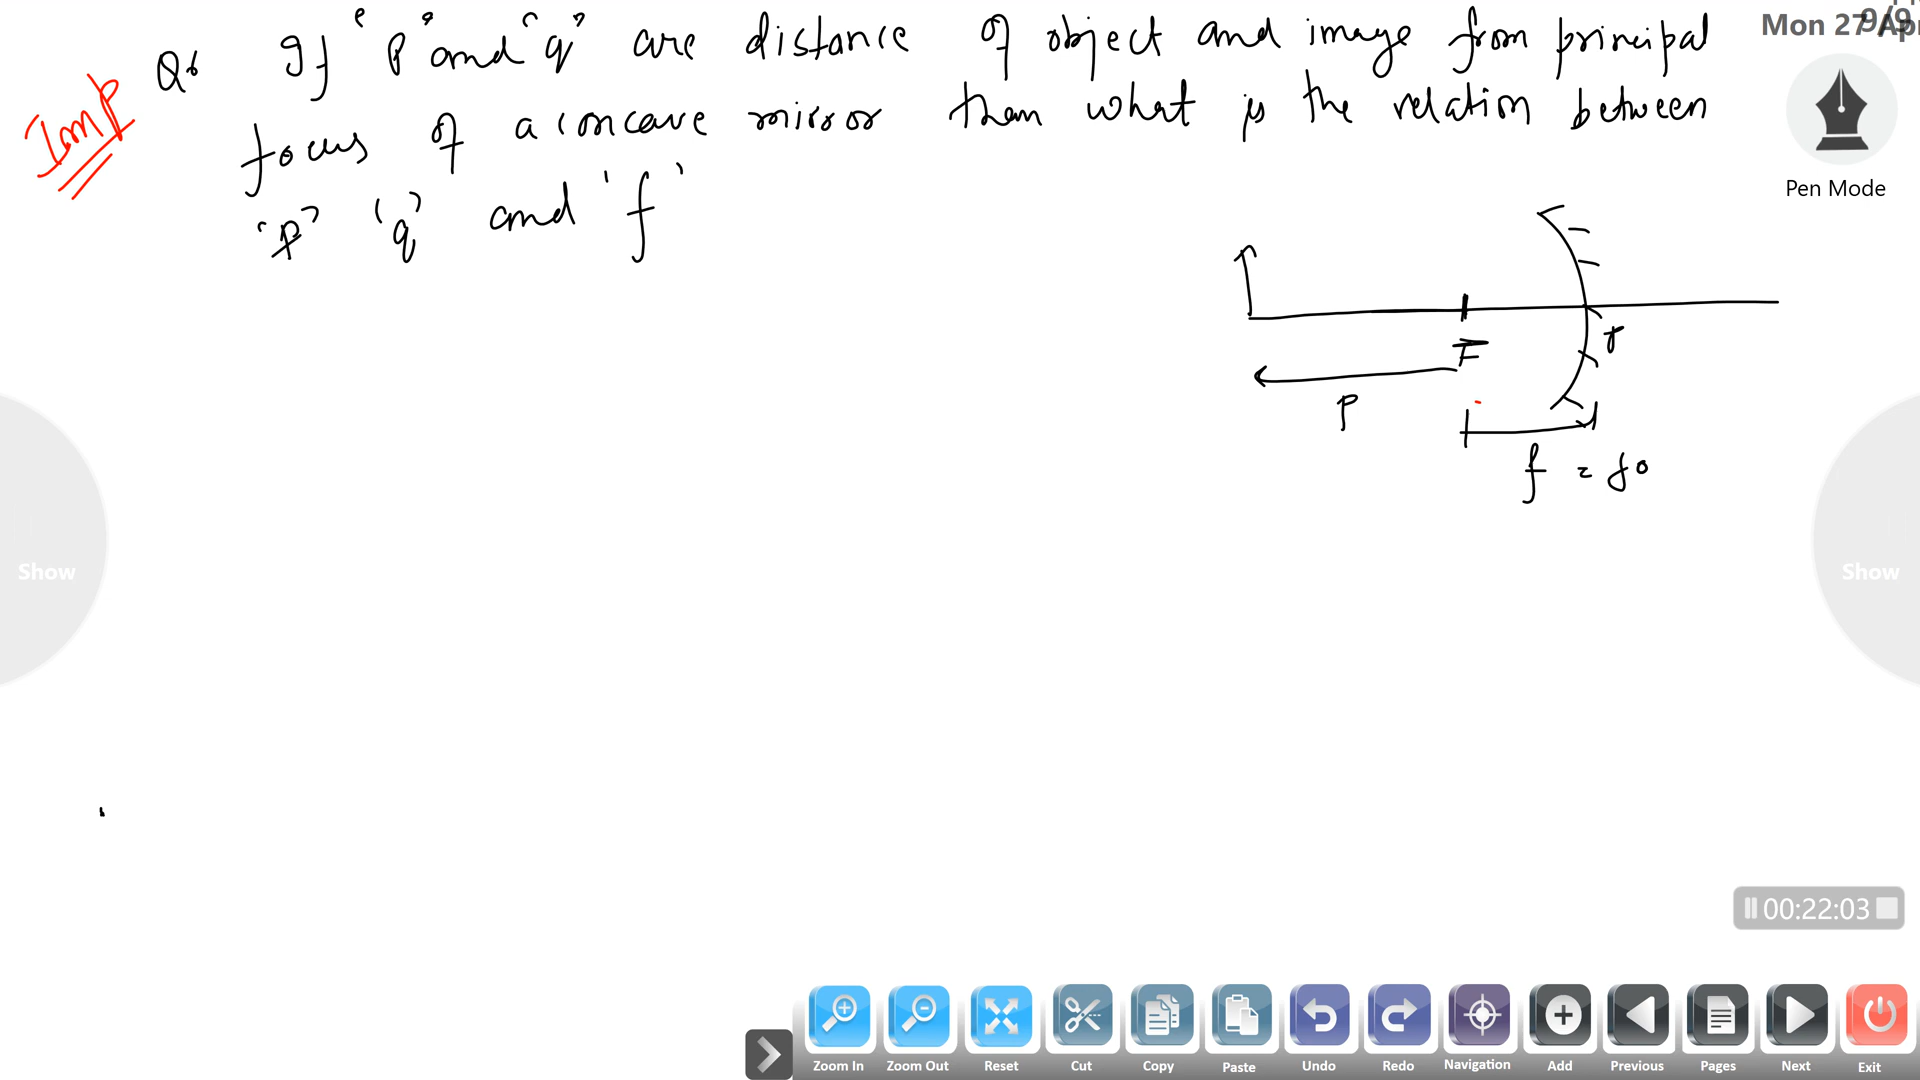 9/9
Mon 27 Ap
Imp
Q6 If 'P' and 'q' are distance of object and image from principal
focus of a concave mirror then what is the relation between
'P' 'q' and 'f'
Pen Mode
F
P
f =
Show
Show
00:22:03
Zoom In Zoom Out Reset Cut Copy Paste Undo Redo Navigation Add Previous Pages Next Exit